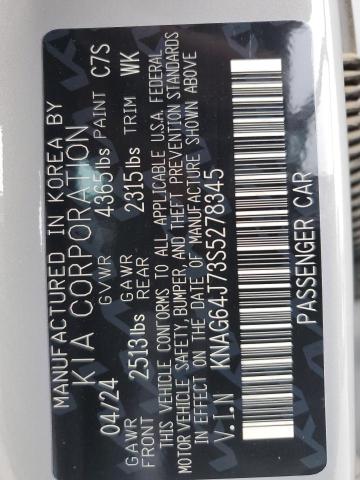 MANUFACTURED IN KOREA BY
KIA CORPORATION
04/24 GVWR 4365lbs PAINT C7S
GAWR FRONT 2513lbs GAWR REAR 2315lbs TRIM WK
THIS VEHICLE CONFORMS TO ALL APPLICABLE U.S.A. FEDERAL
MOTOR VEHICLE SAFETY, BUMPER, AND THEFT PREVENTION STANDARDS
IN EFFECT ON THE DATE OF MANUFACTURE SHOWN ABOVE
V.I.N KNAG64J73S5278345
PASSENGER CAR